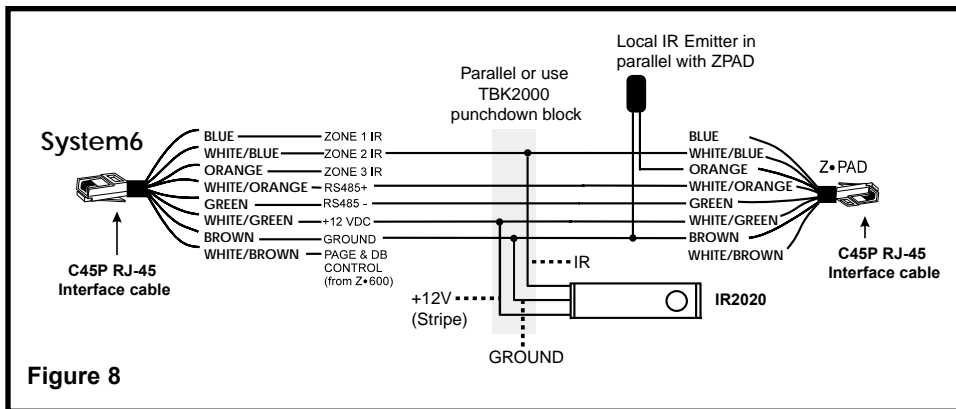 Local IR Emitter in
parallel with ZPAD
Parallel or use
TBK2000
punchdown block
System6
BLUE ZONE 1 IR
WHITE/BLUE ZONE 2 IR
ORANGE ZONE 3 IR
WHITE/ORANGE RS485+
GREEN RS485 -
WHITE/GREEN +12 VDC
BROWN GROUND
WHITE/BROWN PAGE & DB
CONTROL
(from Z•600)
C45P RJ-45
Interface cable
BLUE
WHITE/BLUE
ORANGE
WHITE/ORANGE
GREEN
WHITE/GREEN
BROWN
WHITE/BROWN
Z•PAD
C45P RJ-45
Interface cable
IR
+12V
(Stripe)
IR2020
GROUND
Figure 8